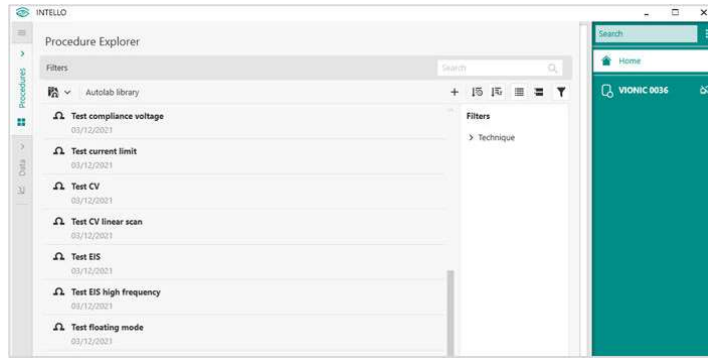 INTELLO
Procedure Explorer
Filters
Search
Autolab library
Test compliance voltage
03/12/2021
Test current limit
03/12/2021
Test CV
03/12/2021
Test CV linear scan
03/12/2021
Test EIS
03/12/2021
Test EIS high frequency
03/12/2021
Test floating mode
03/12/2021
Filters
Technique
Procedures
Data
Search
Home
VIONIC 0036